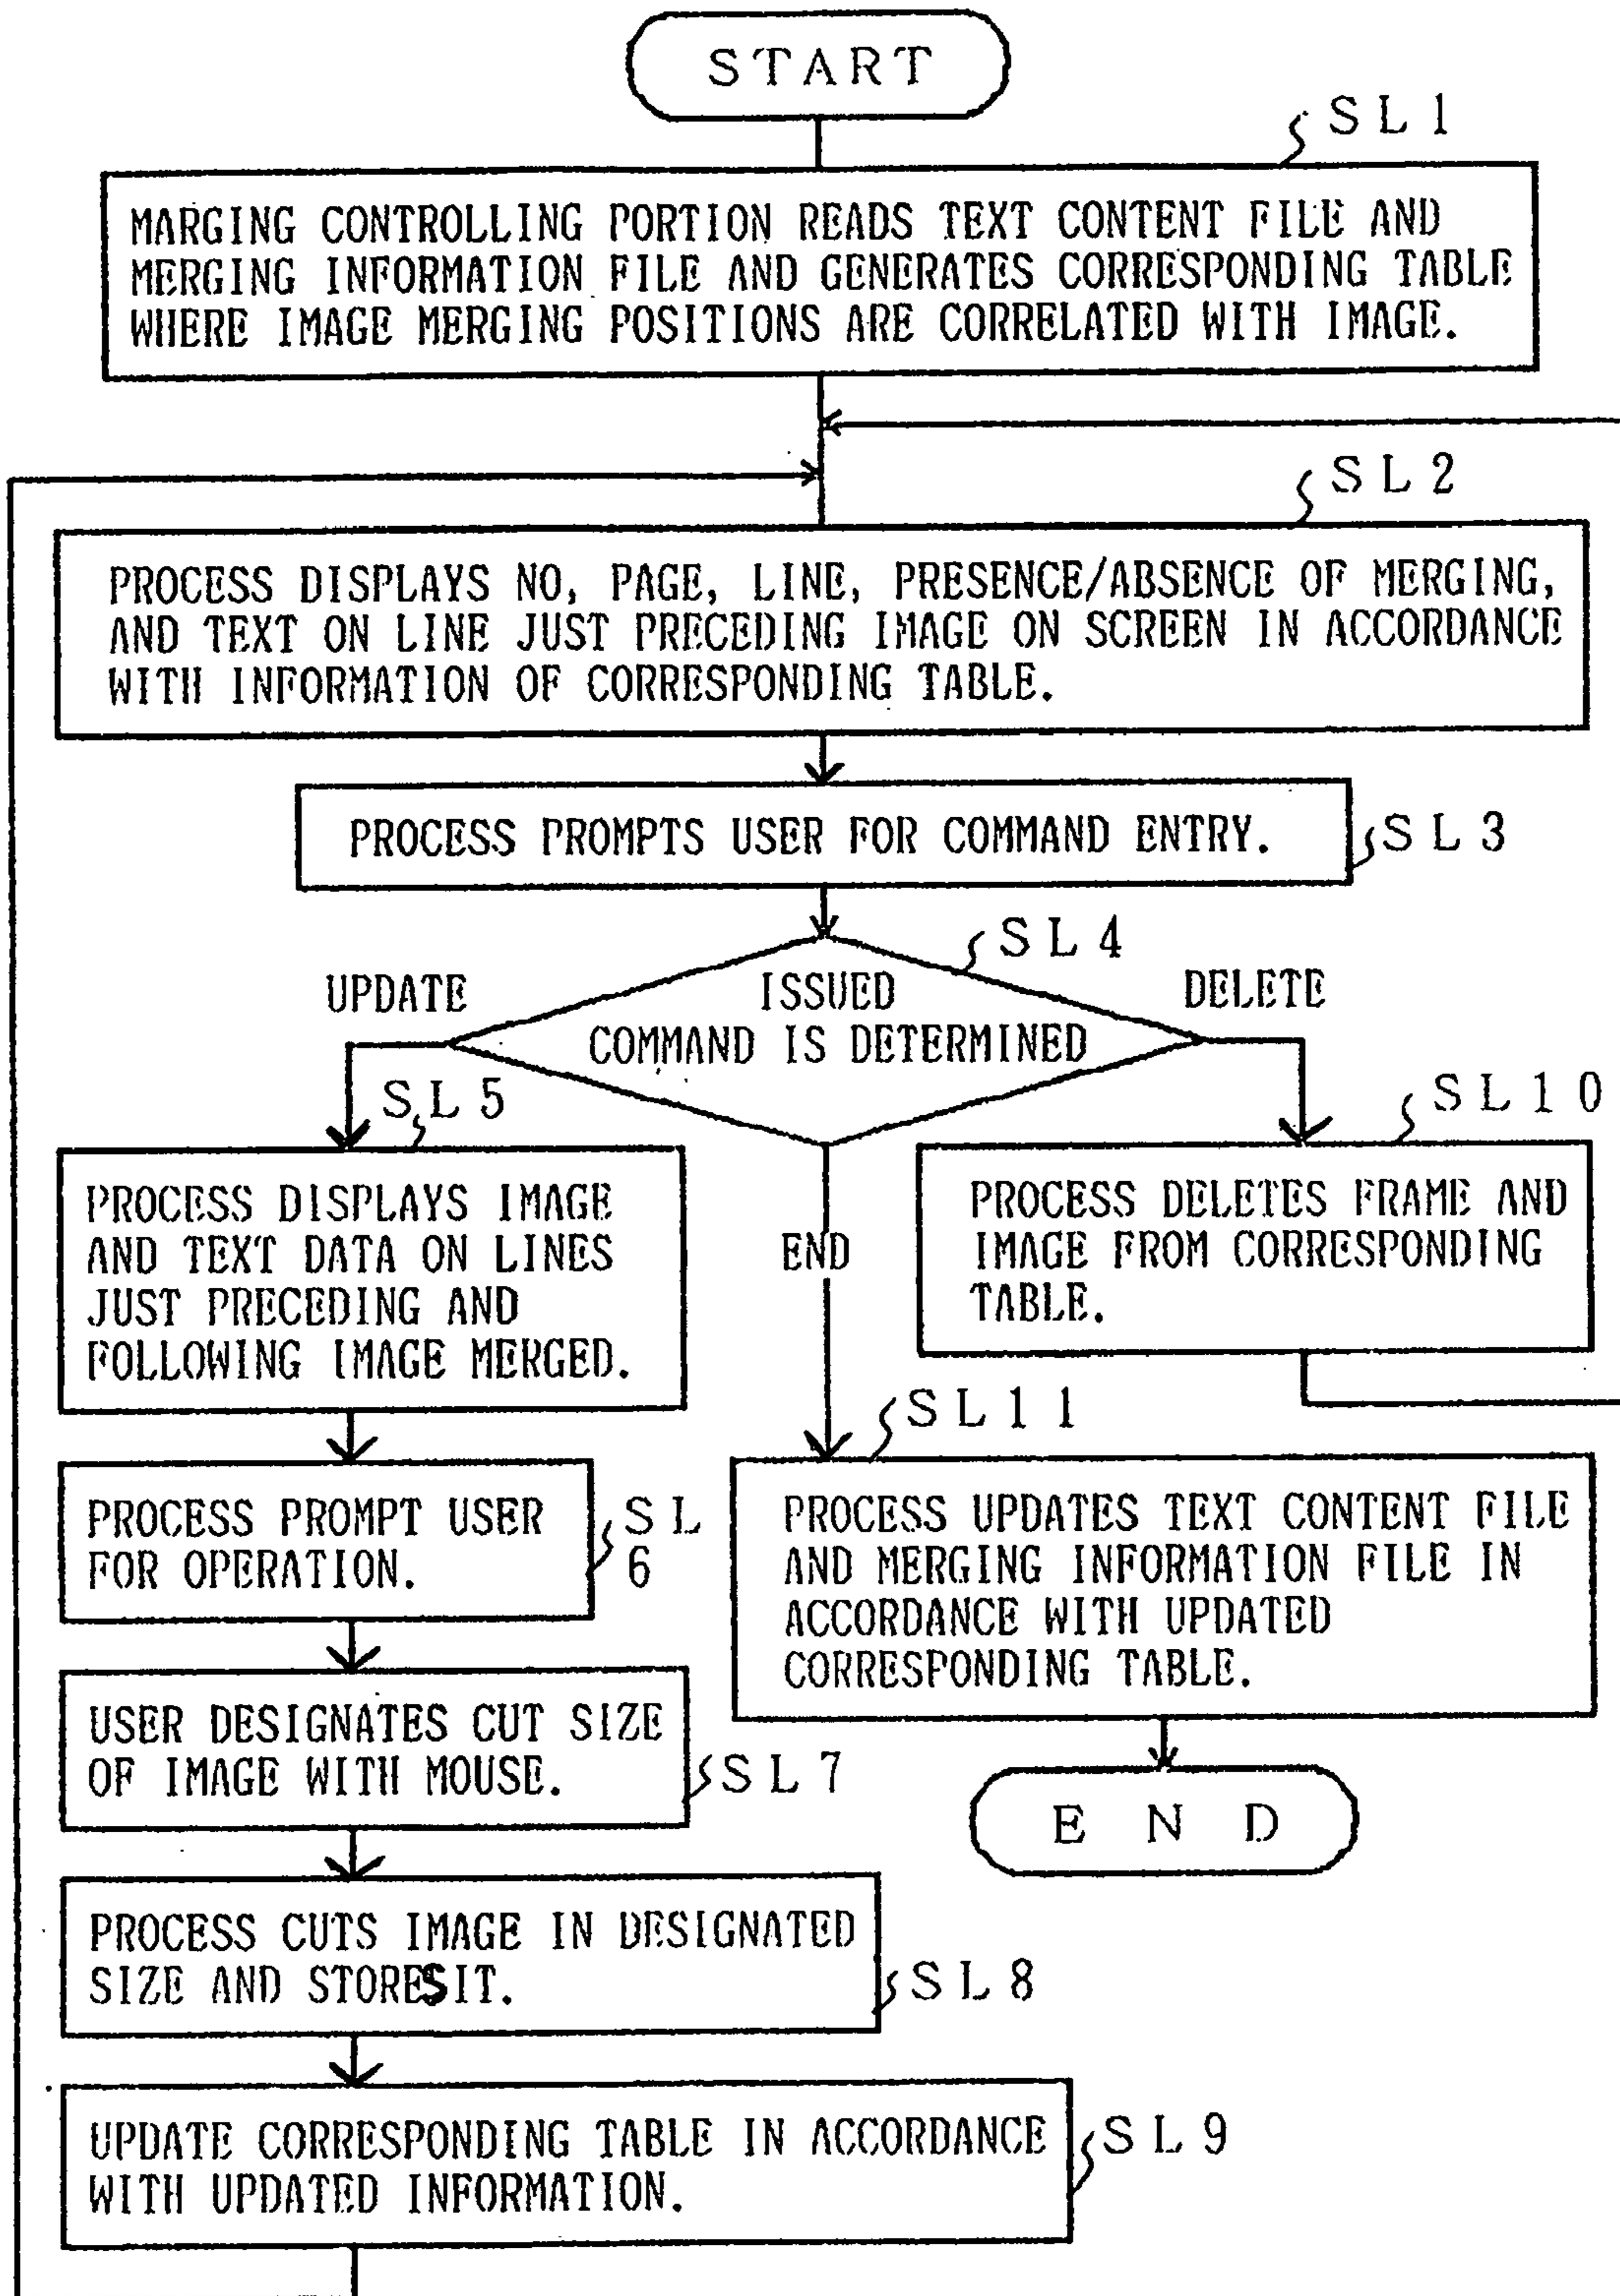 START
SL1
MARGING CONTROLLING PORTION READS TEXT CONTENT FILE AND
MERGING INFORMATION FILE AND GENERATES CORRESPONDING TABLE
WHERE IMAGE MERGING POSITIONS ARE CORRELATED WITH IMAGE.
SL2
PROCESS DISPLAYS NO, PAGE, LINE, PRESENCE/ABSENCE OF MERGING,
AND TEXT ON LINE JUST PRECEDING IMAGE ON SCREEN IN ACCORDANCE
WITH INFORMATION OF CORRESPONDING TABLE.
PROCESS PROMPTS USER FOR COMMAND ENTRY.
SL3
SL4
UPDATE
ISSUED
COMMAND IS DETERMINED
DELETE
SL5
PROCESS DISPLAYS IMAGE
AND TEXT DATA ON LINES
JUST PRECEDING AND
FOLLOWING IMAGE MERGED.
END
SL10
PROCESS DELETES FRAME AND
IMAGE FROM CORRESPONDING
TABLE.
PROCESS PROMPT USER
FOR OPERATION.
SL
6
SL11
PROCESS UPDATES TEXT CONTENT FILE
AND MERGING INFORMATION FILE IN
ACCORDANCE WITH UPDATED
CORRESPONDING TABLE.
USER DESIGNATES CUT SIZE
OF IMAGE WITH MOUSE.
SL7
END
PROCESS CUTS IMAGE IN DESIGNATED
SIZE AND STORESIT.
SL8
UPDATE CORRESPONDING TABLE IN ACCORDANCE
WITH UPDATED INFORMATION.
SL9